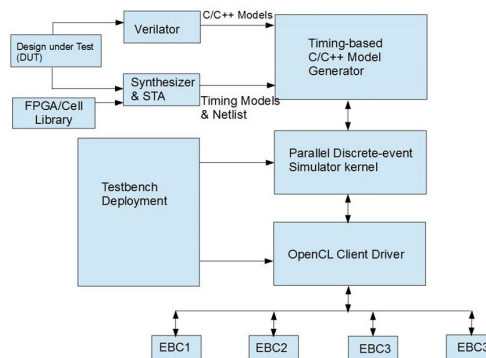 C/C++ Models
Design under Test
(DUT)
Verilator
Timing-based
C/C++ Model
Generator
Synthesizer
& STA
Timing Models
& Netlist
FPGA/Cell
Library
Testbench
Deployment
Parallel Discrete-event
Simulator kernel
OpenCL Client Driver
EBC1
EBC2
EBC3
EBC3